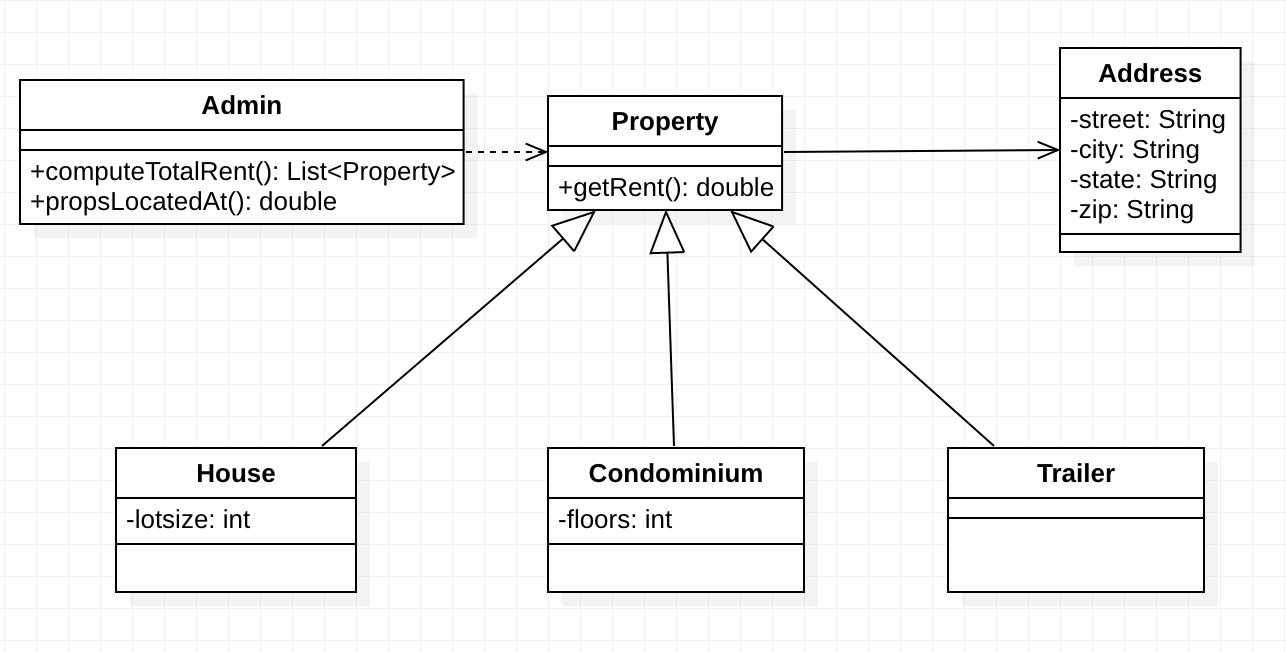 Admin
+computeTotalRent(): List<Property>
+propsLocatedAt(): double
Property
+getRent(): double
Address
-street: String
-city: String
-state: String
-zip: String
House
-lotsize: int
Condominium
-floors: int
Trailer